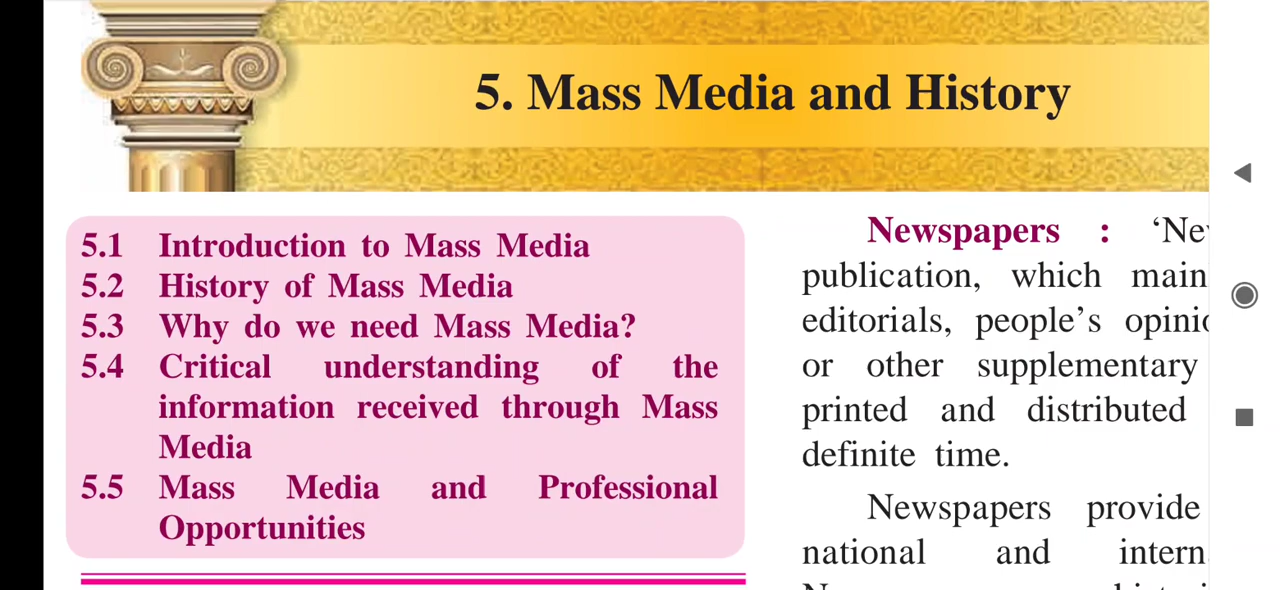 5. Mass Media and History
5.1 Introduction to Mass Media
5.2 History of Mass Media
5.3 Why do we need Mass Media?
5.4 Critical understanding of the
information received through Mass
Media
5.5 Mass Media and Professional
Opportunities
Newspapers :
publication, which
editorials, people's
or other supplementary
printed and distributed
definite time.
Newspapers provide
national and